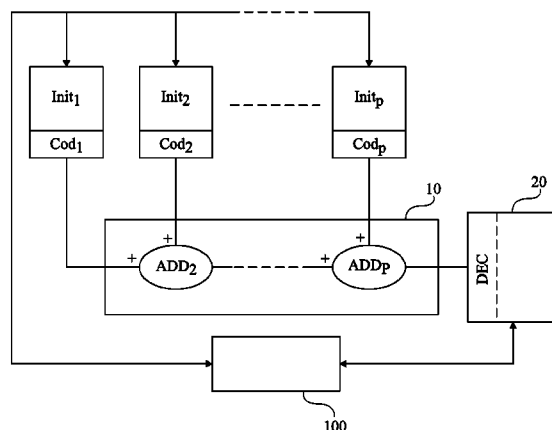 Init1 Init2 Initp
Cod1 Cod2 Codp
10
20
+ + + +
ADD2 ADDP
DEC
100